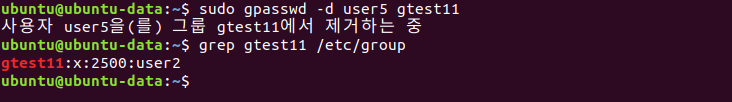 ubuntu@ubuntu-data:~$ sudo gpasswd -d user5 gtest11
사용자 user5을(를) 그룹 gtest11에서 제거하는 중
ubuntu@ubuntu-data:~$ grep gtest11 /etc/group
gtest11:x:2500:user2
ubuntu@ubuntu-data:~$